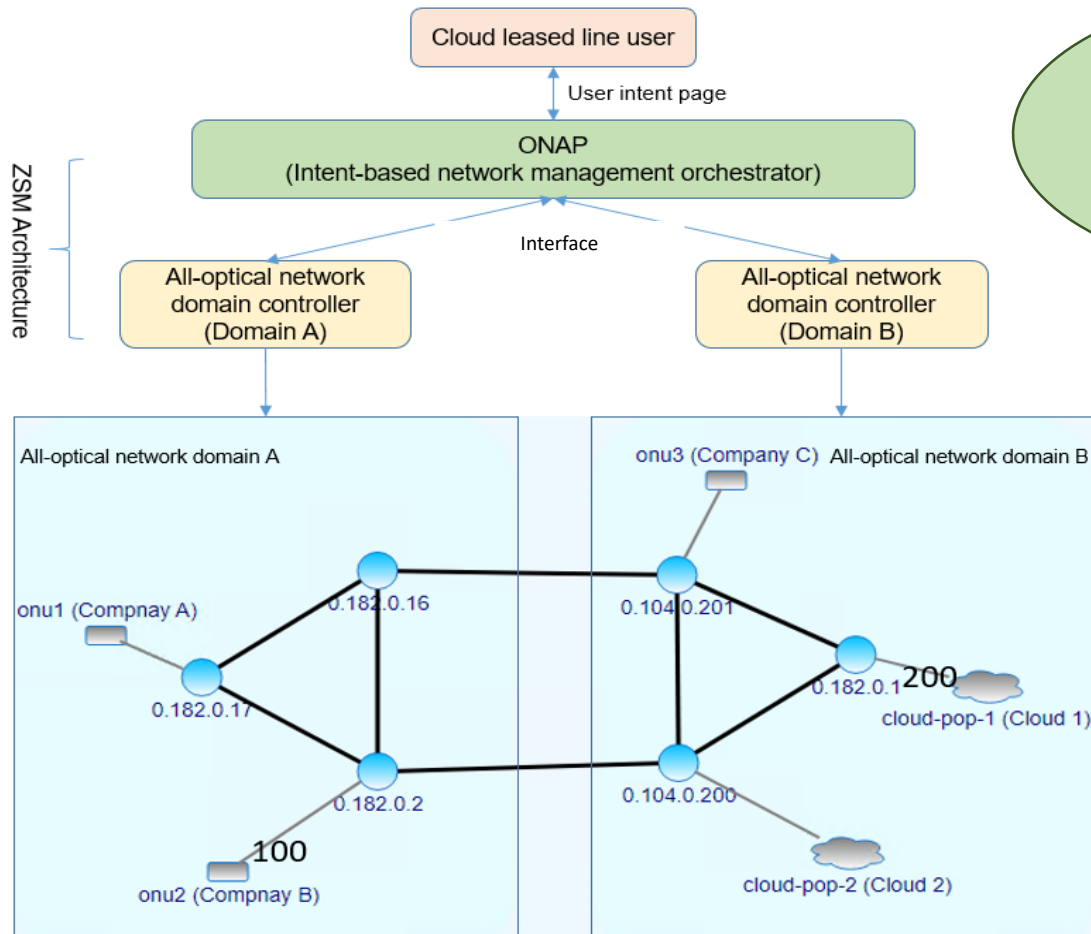 Cloud leased line user
User intent page
ONAP
(Intent-based network management orchestrator)
ZSM Architecture
Interface
All-optical network
domain controller
(Domain A)
All-optical network
domain controller
(Domain B)
All-optical network domain A
onu1 (Compnay A)
0.182.0.16
0.182.0.17
0.182.0.2
100
onu2 (Compnay B)
onu3 (Company C)
All-optical network domain B
0.104.0.201
0.182.0.1
200
cloud-pop-1 (Cloud 1)
0.104.0.200
cloud-pop-2 (Cloud 2)